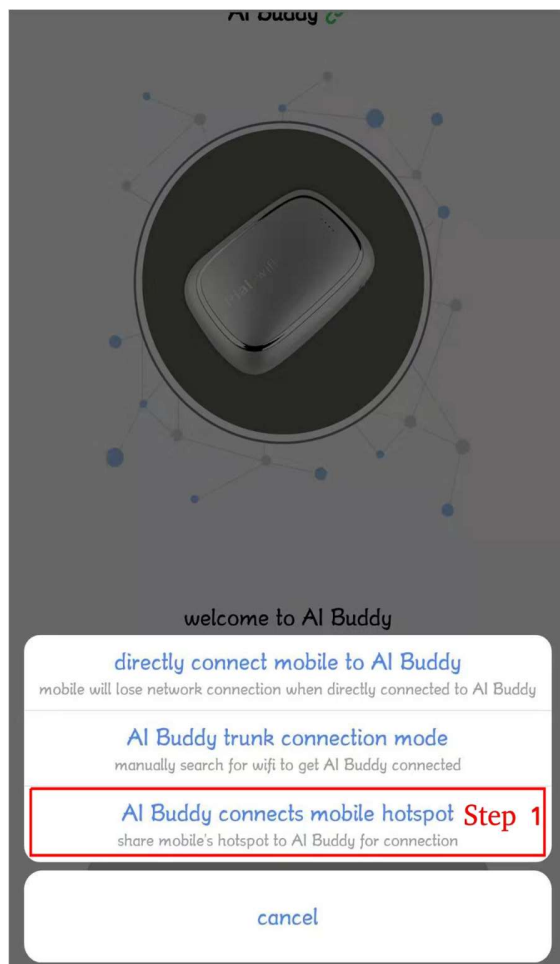 AI Buddy
welcome to AI Buddy
directly connect mobile to AI Buddy
mobile will lose network connection when directly connected to AI Buddy
AI Buddy trunk connection mode
manually search for wifi to get AI Buddy connected
AI Buddy connects mobile hotspot Step 1
share mobile's hotspot to AI Buddy for connection
cancel